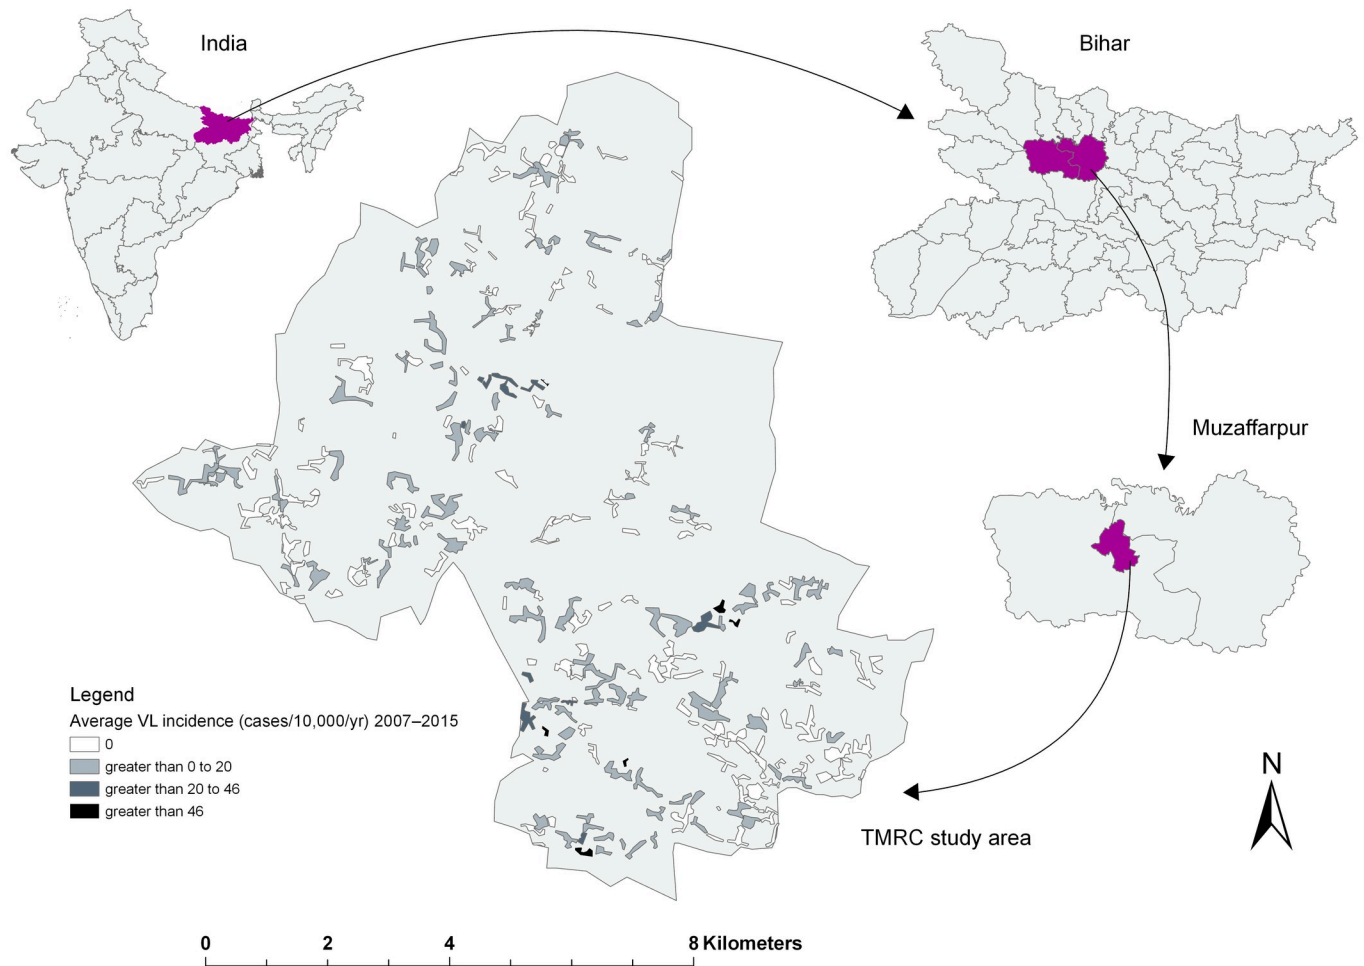 India
Bihar
Muzaffarpur
Legend
Average VL incidence (cases/10,000/yr) 2007–2015
0
greater than 0 to 20
greater than 20 to 46
greater than 46
N
TMRC study area
0 2 4 8 Kilometers